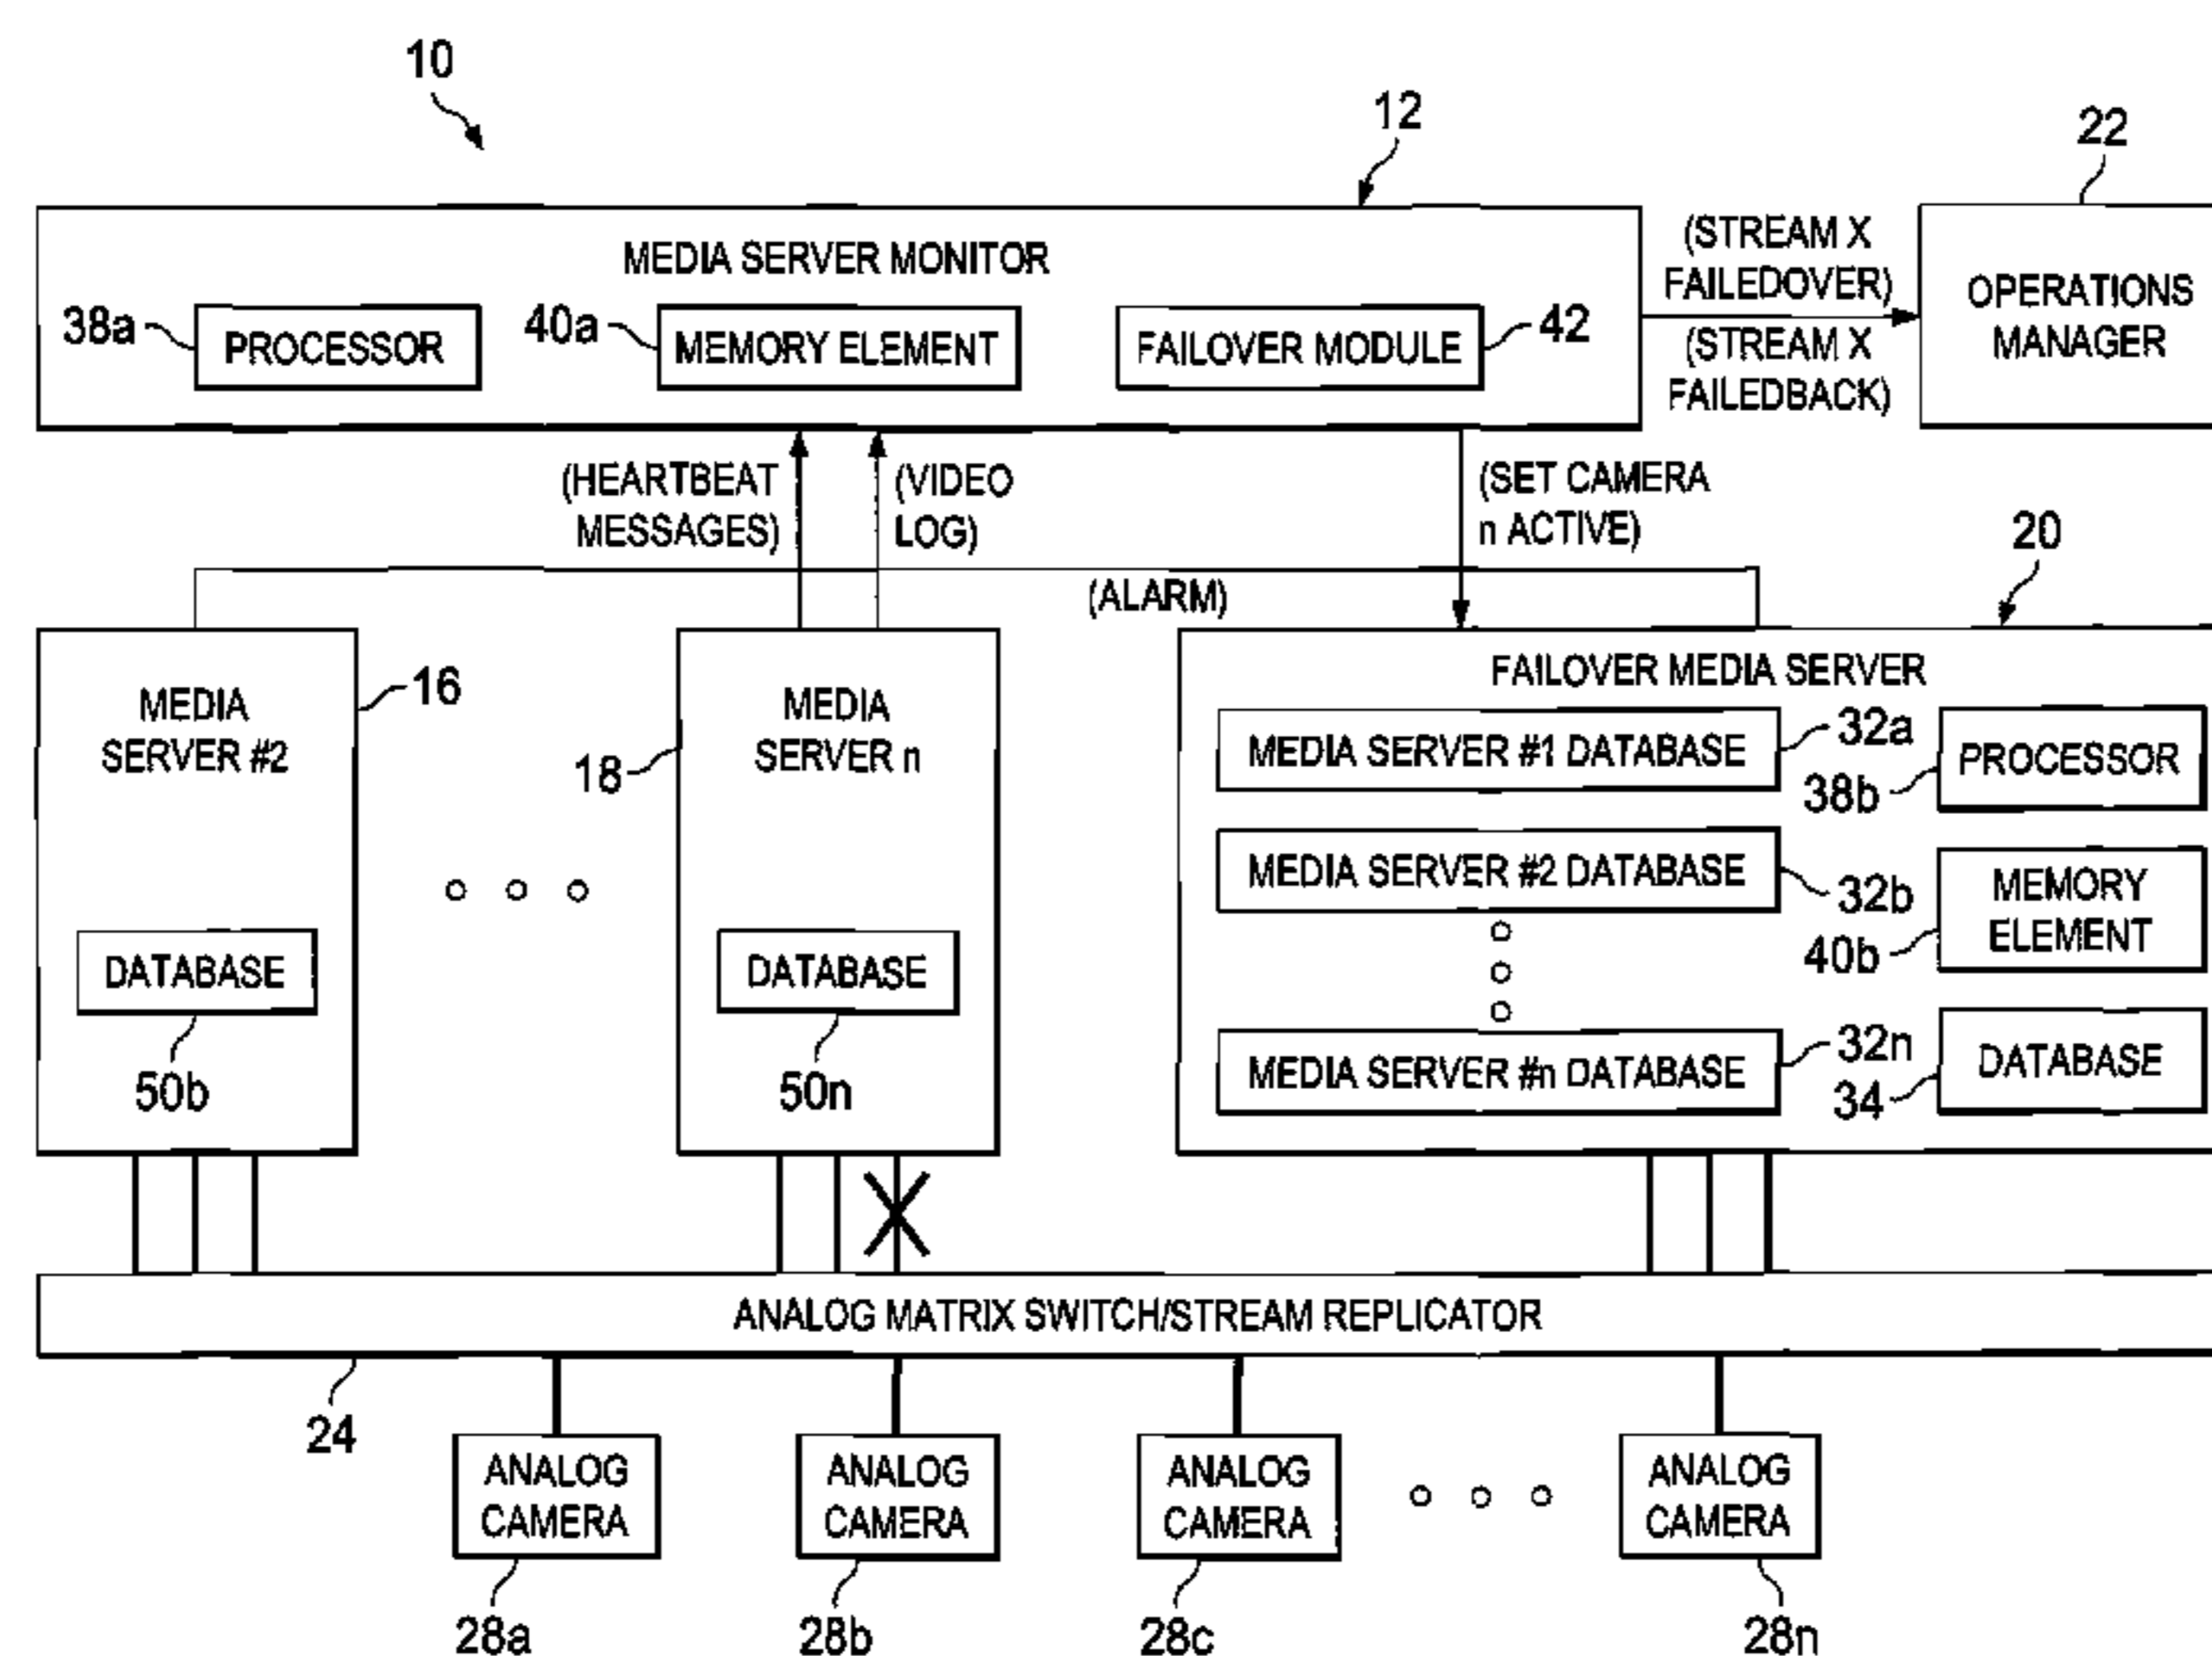 10
12
22
MEDIA SERVER MONITOR
38a
PROCESSOR
40a
MEMORY ELEMENT
FAILOVER MODULE
42
(STREAM X
FAILEDOVER)
(STREAM X
FAILEDBACK)
OPERATIONS
MANAGER
(HEARTBEAT
MESSAGES)
(VIDEO
LOG)
(SET CAMERA
n ACTIVE)
(ALARM)
20
MEDIA
SERVER #2
16
DATABASE
50b
MEDIA
SERVER n
18
DATABASE
50n
FAILOVER MEDIA SERVER
MEDIA SERVER #1 DATABASE
32a
MEDIA SERVER #2 DATABASE
32b
MEDIA SERVER #n DATABASE
32n
PROCESSOR
38b
MEMORY
ELEMENT
40b
DATABASE
34
ANALOG MATRIX SWITCH/STREAM REPLICATOR
24
ANALOG
CAMERA
28a
ANALOG
CAMERA
28b
ANALOG
CAMERA
28c
ANALOG
CAMERA
28n